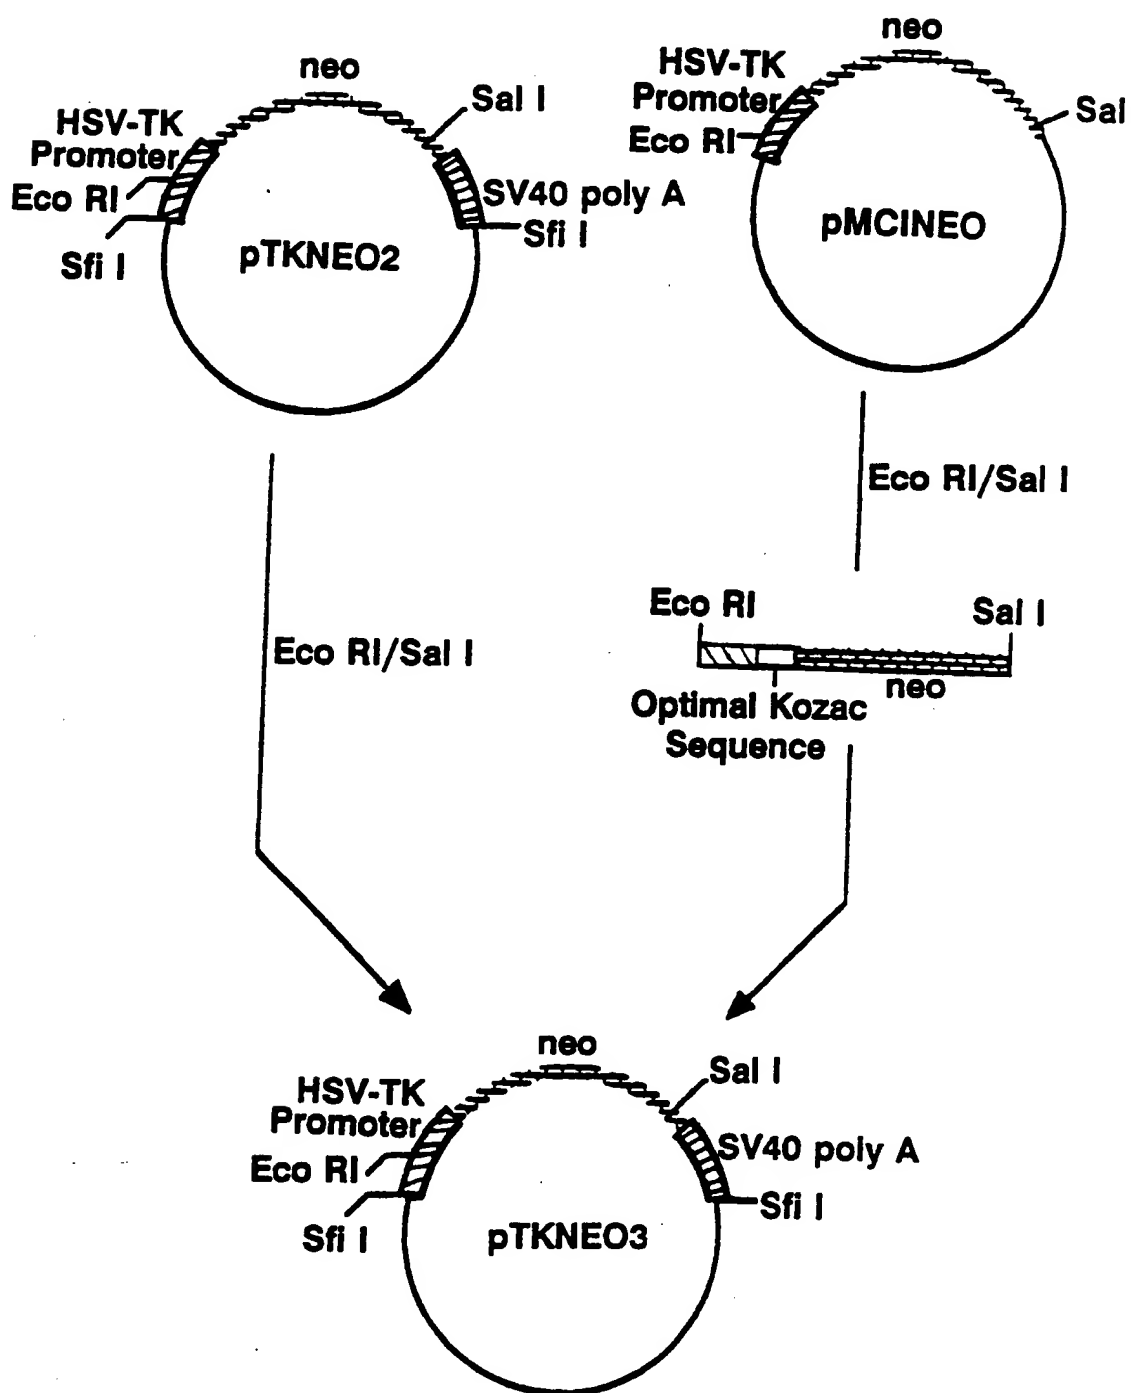 neo
HSV-TK
Promoter
Eco RI
Sfi I
Sal I
SV40 poly A
Sfi I
pTKNEO2
neo
HSV-TK
Promoter
Eco RI
Sal
pMCINEO
Eco RI/Sal I
Eco RI/Sal I
Eco RI
Sal I
neo
Optimal Kozac
Sequence
neo
HSV-TK
Promoter
Eco RI
Sfi I
Sal I
SV40 poly A
Sfi I
pTKNEO3